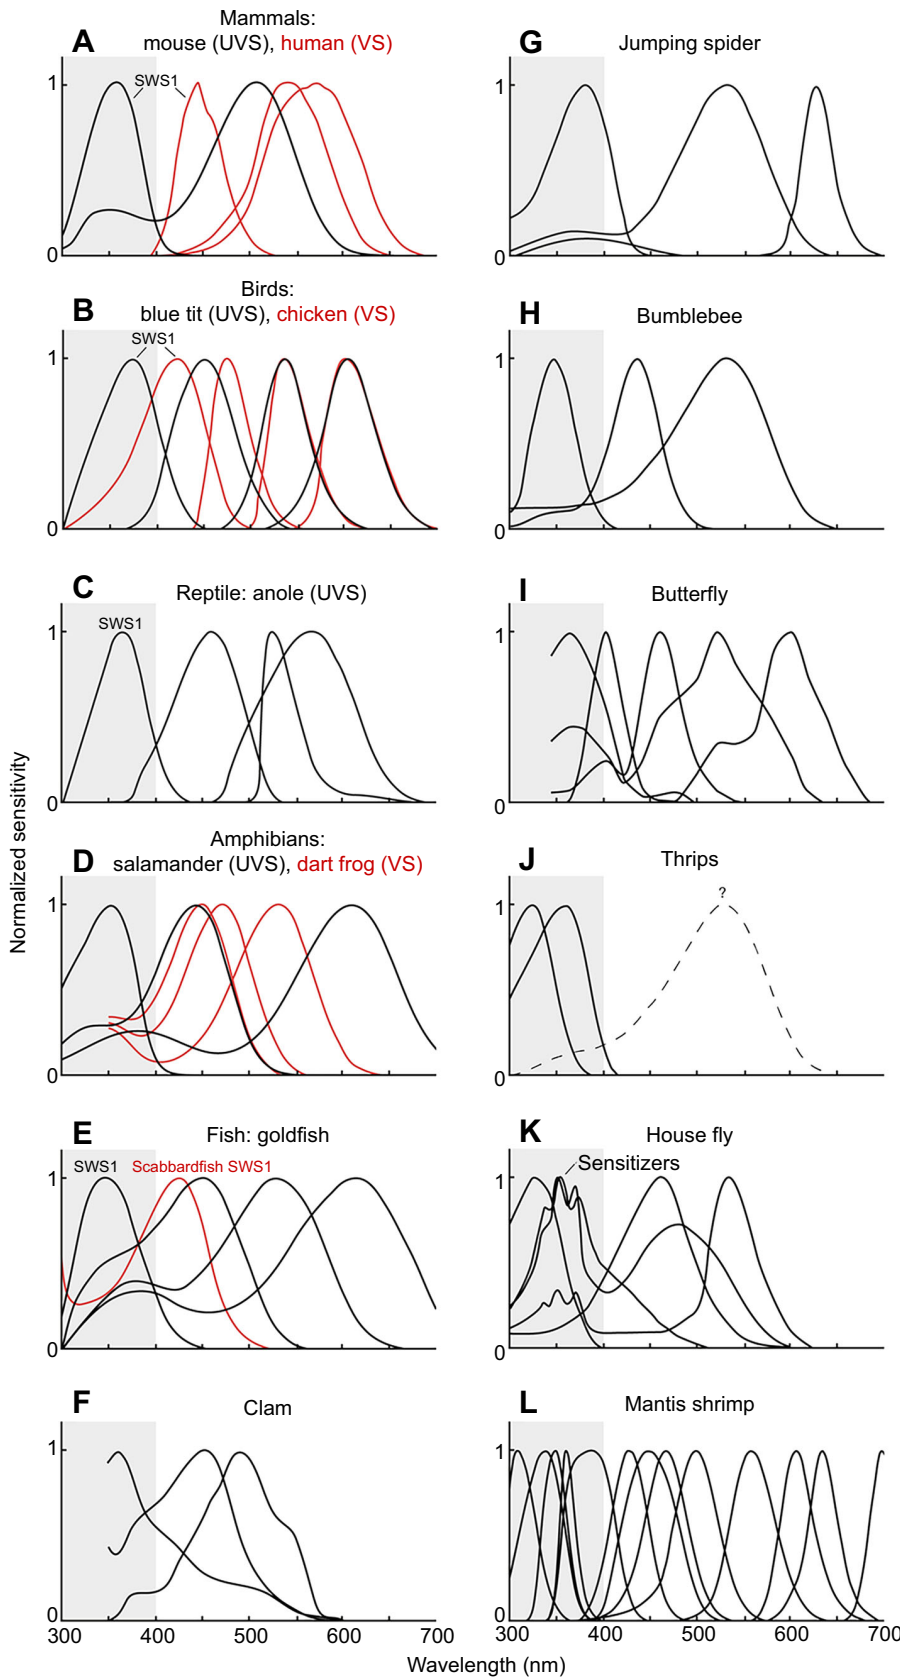 A
Mammals:
mouse (UVS), human (VS)
SWS1
1
0
B
Birds:
blue tit (UVS), chicken (VS)
SWS1
1
0
C
Reptile: anole (UVS)
SWS1
1
0
D
Amphibians:
salamander (UVS), dart frog (VS)
1
0
E
Fish: goldfish
SWS1
Scabbardfish SWS1
1
0
F
Clam
1
0
300 400 500 600 700
G
Jumping spider
1
0
H
Bumblebee
1
0
I
Butterfly
1
0
J
Thrips
?
1
0
K
House fly
Sensitizers
1
0
L
Mantis shrimp
1
0
300 400 500 600 700
Normalized sensitivity
Wavelength (nm)